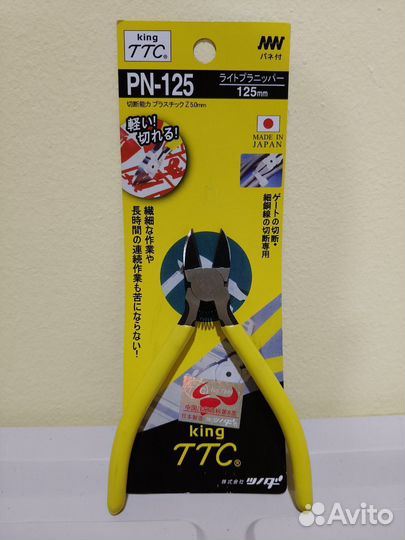 king
TTC®
バネ付
PN-125
ライトプラニッパー
125mm
切断能力 プラスチック∅5.0mm
軽い!
切れる!
MADE IN
JAPAN
ゲートの切断・
細銅線の切断専用
繊細な作業や
長時間の連続作業も苦にならない!
king
TTC®
株式会社 ツノダ®
Avito